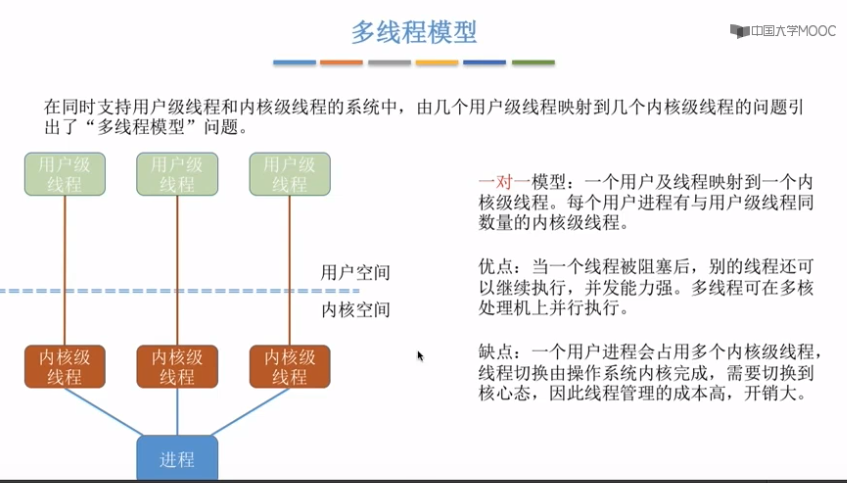 多线程模型
中国大学MOOC
在同时支持用户级线程和内核级线程的系统中，由几个用户级线程映射到几个内核级线程的问题引
出了“多线程模型”问题。
用户级
线程
用户级
线程
用户级
线程
用户空间
内核空间
内核级
线程
内核级
线程
内核级
线程
进程
一对一模型：一个用户及线程映射到一个内
核级线程。每个用户进程有与用户级线程同
数量的内核级线程。
优点：当一个线程被阻塞后，别的线程还可
以继续执行，并发能力强。多线程可在多核
处理机上并行执行。
缺点：一个用户进程会占用多个内核级线程，
线程切换由操作系统内核完成，需要切换到
核心态，因此线程管理的成本高，开销大。